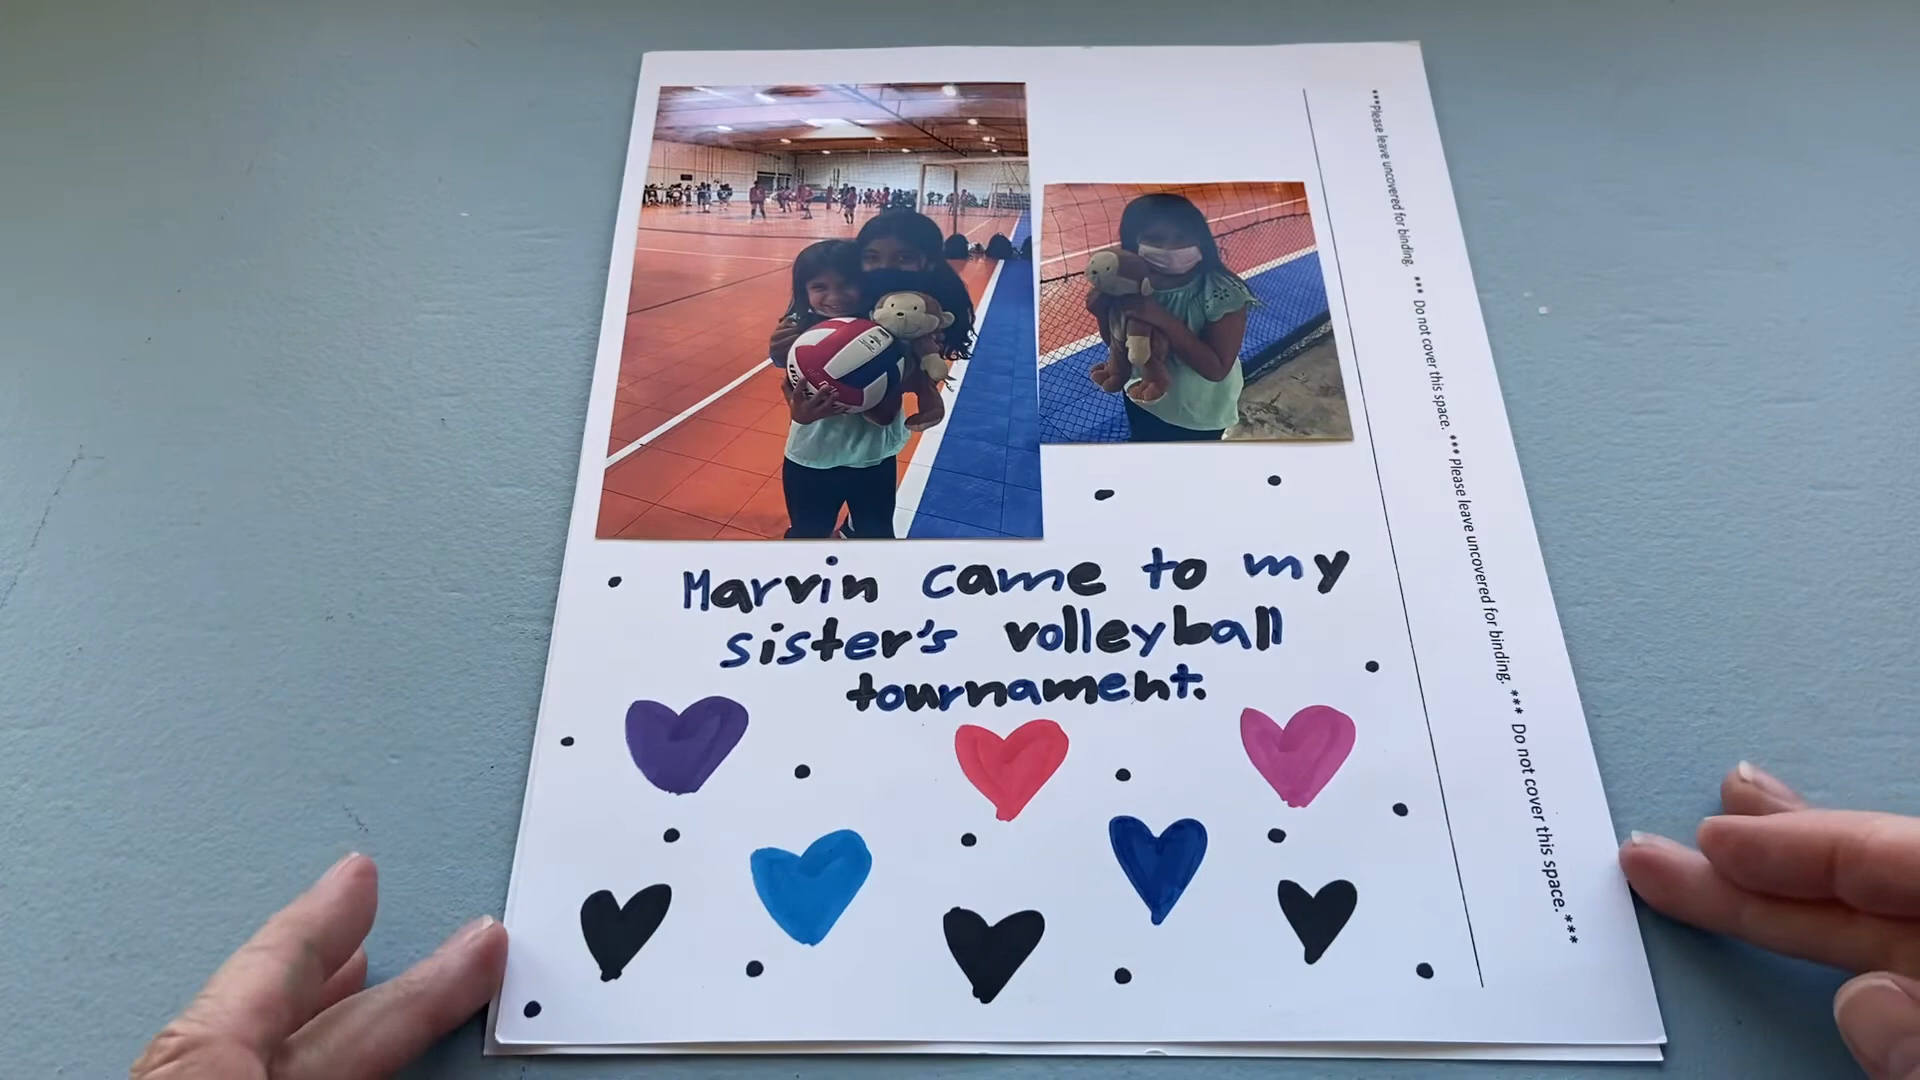 Marvin came to my
sister's volleyball
tournament.
***Please leave uncovered for binding. *** Do not cover this space. *** Please leave uncovered for binding. *** Do not cover this space. ***